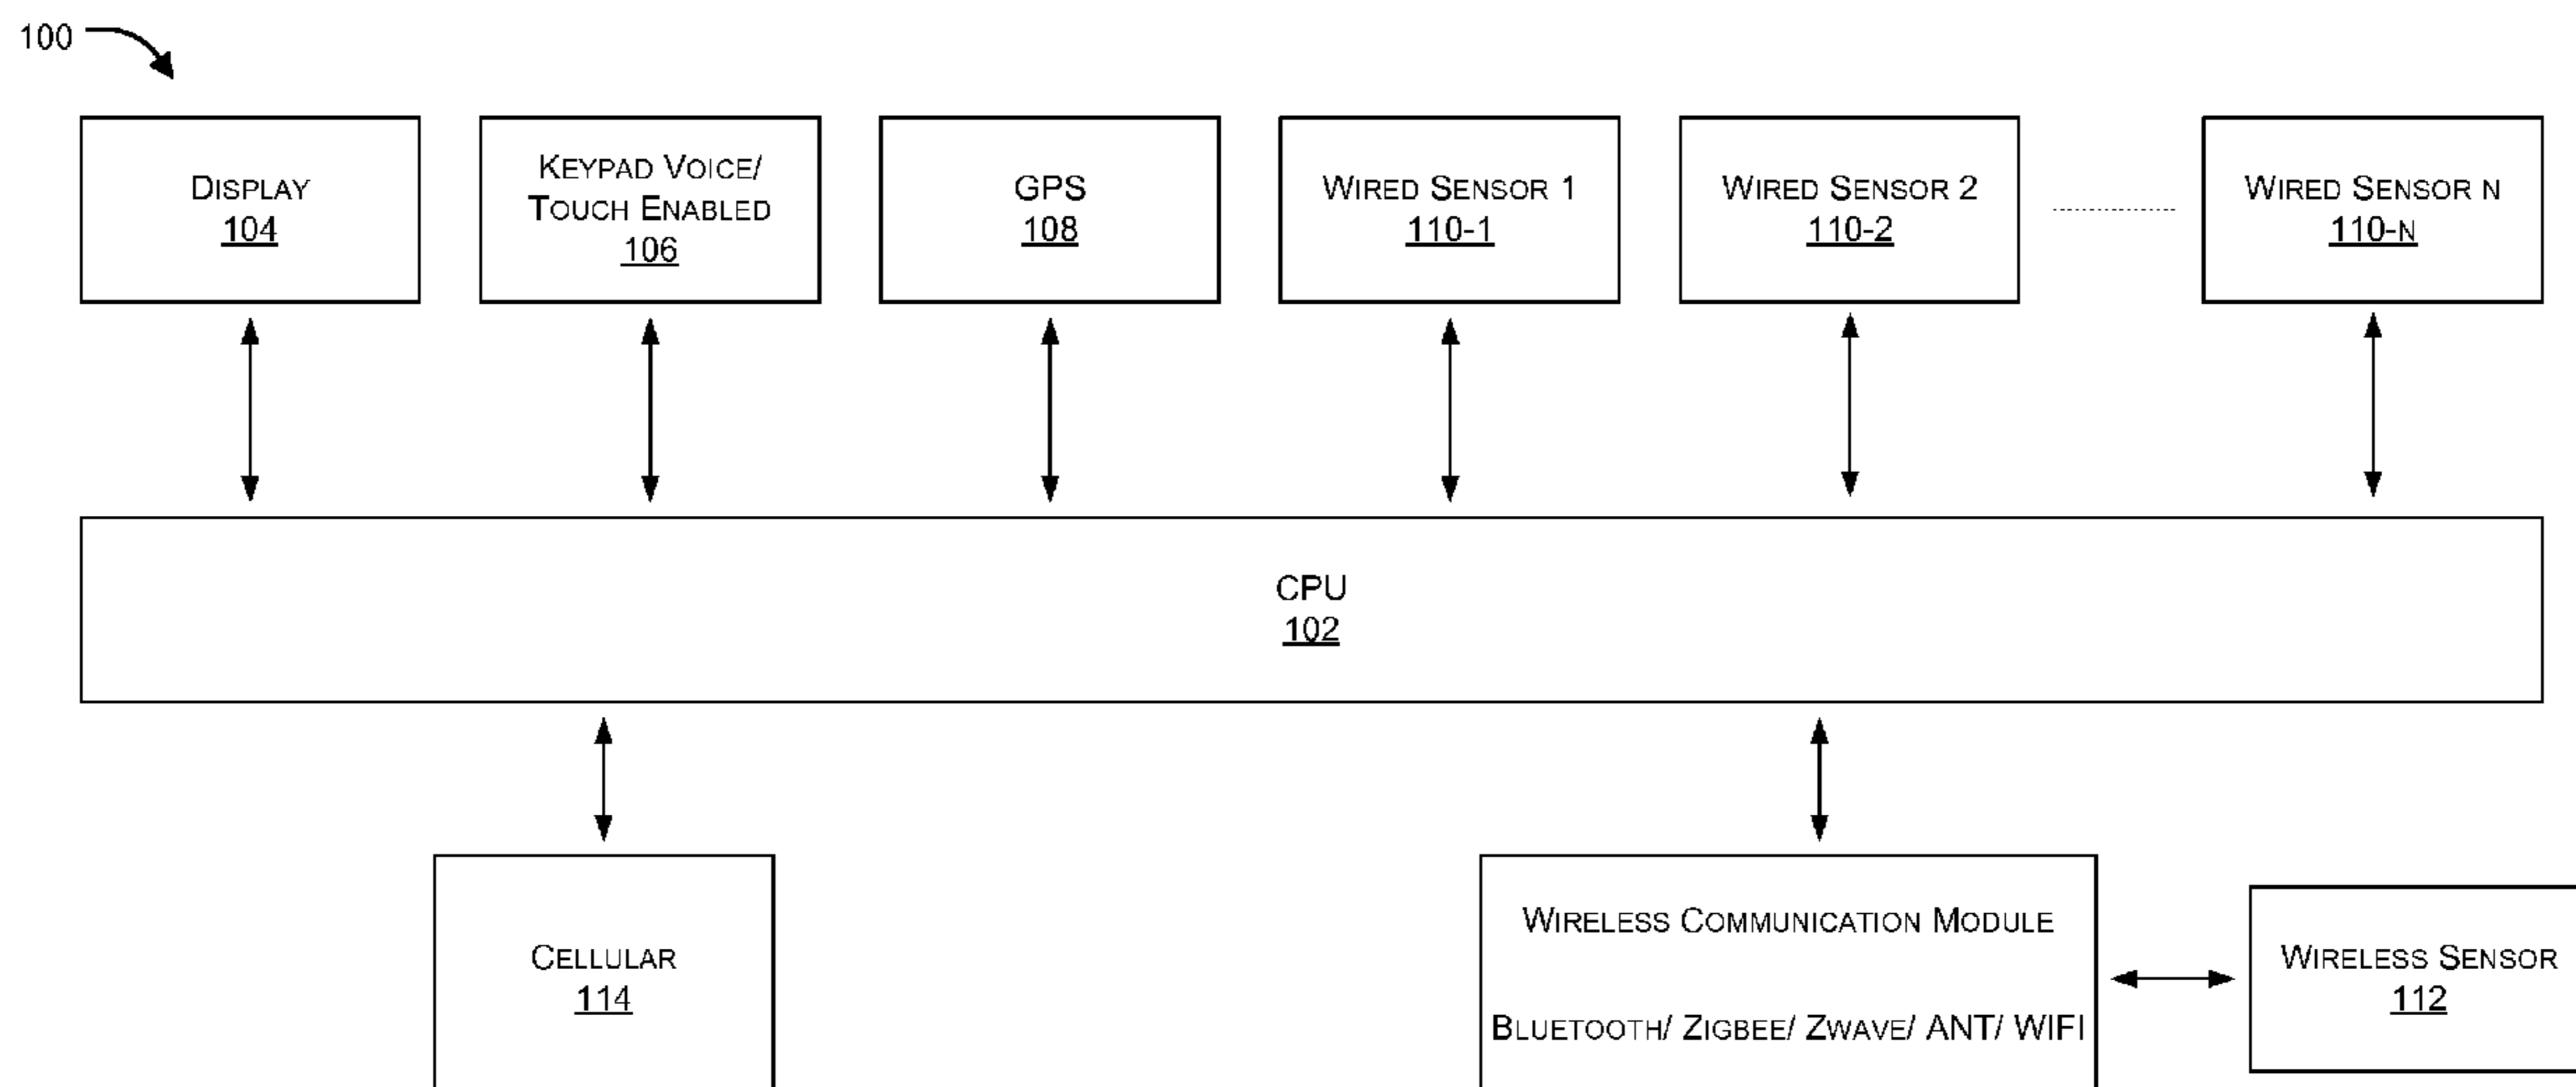 100
DISPLAY
104
KEYPAD VOICE/
TOUCH ENABLED
106
GPS
108
WIRED SENSOR 1
110-1
WIRED SENSOR 2
110-2
WIRED SENSOR N
110-N
CPU
102
CELLULAR
114
WIRELESS COMMUNICATION MODULE
BLUETOOTH/ ZIGBEE/ ZWAVE/ ANT/ WIFI
WIRELESS SENSOR
112